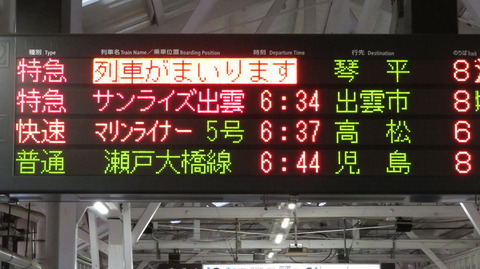 種別/Type 列車名/Train Name/乗車位置/Boarding Position 時刻/Departure Time 行先/Destination のりば/Track
特急 列車がまいります 琴平 8
特急 サンライズ出雲 6:34 出雲市 8
快速 マリンライナー 5号 6:37 高松 6
普通 瀬戸大橋線 6:44 児島 8